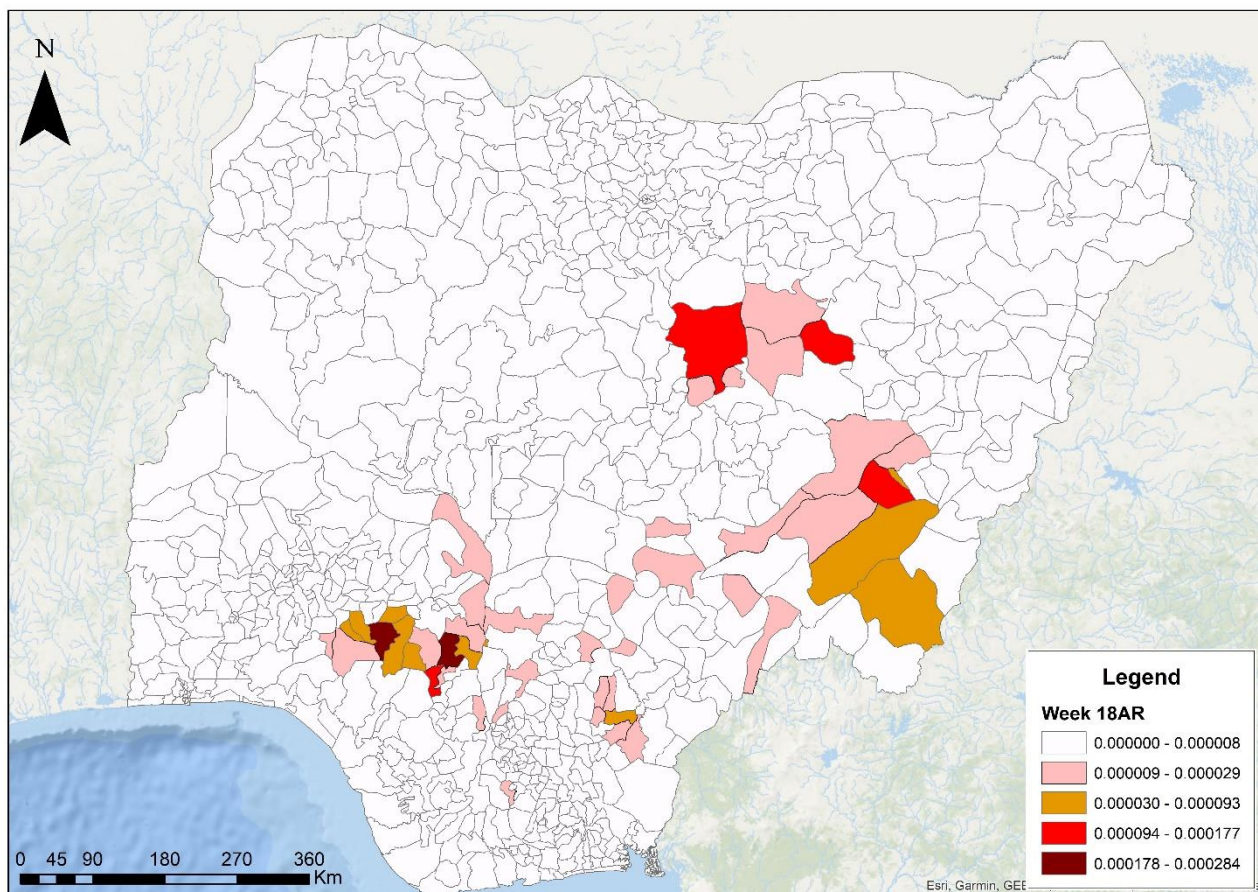 N
Legend
Week 18AR
0.000000 - 0.000008
0.000009 - 0.000029
0.000030 - 0.000093
0.000094 - 0.000177
0.000178 - 0.000284
0 45 90 180 270 360
Km
Esri, Garmin, GEB